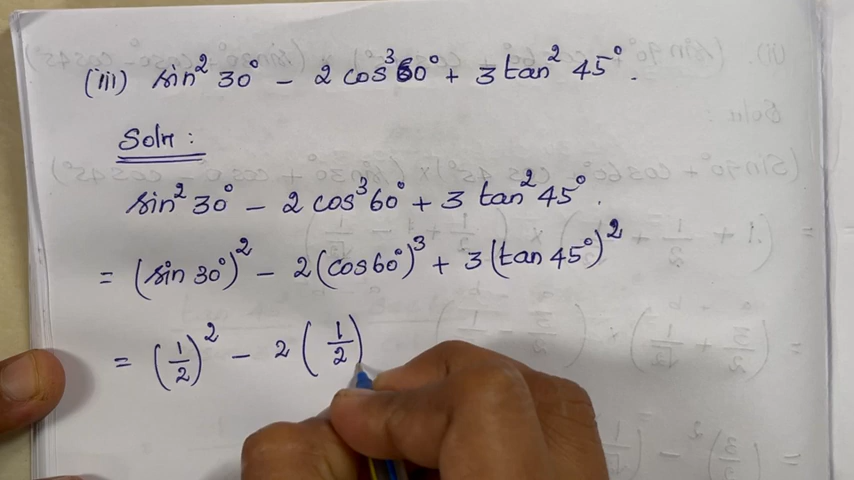 (iii) sin² 30° - 2 cos³ 60° + 3 tan² 45°.
Soln :
sin² 30° - 2 cos³ 60° + 3 tan² 45°.
= (sin 30°)² - 2 (cos 60°)³ + 3 (tan 45°)²
= (1/2)² - 2 (1/2)